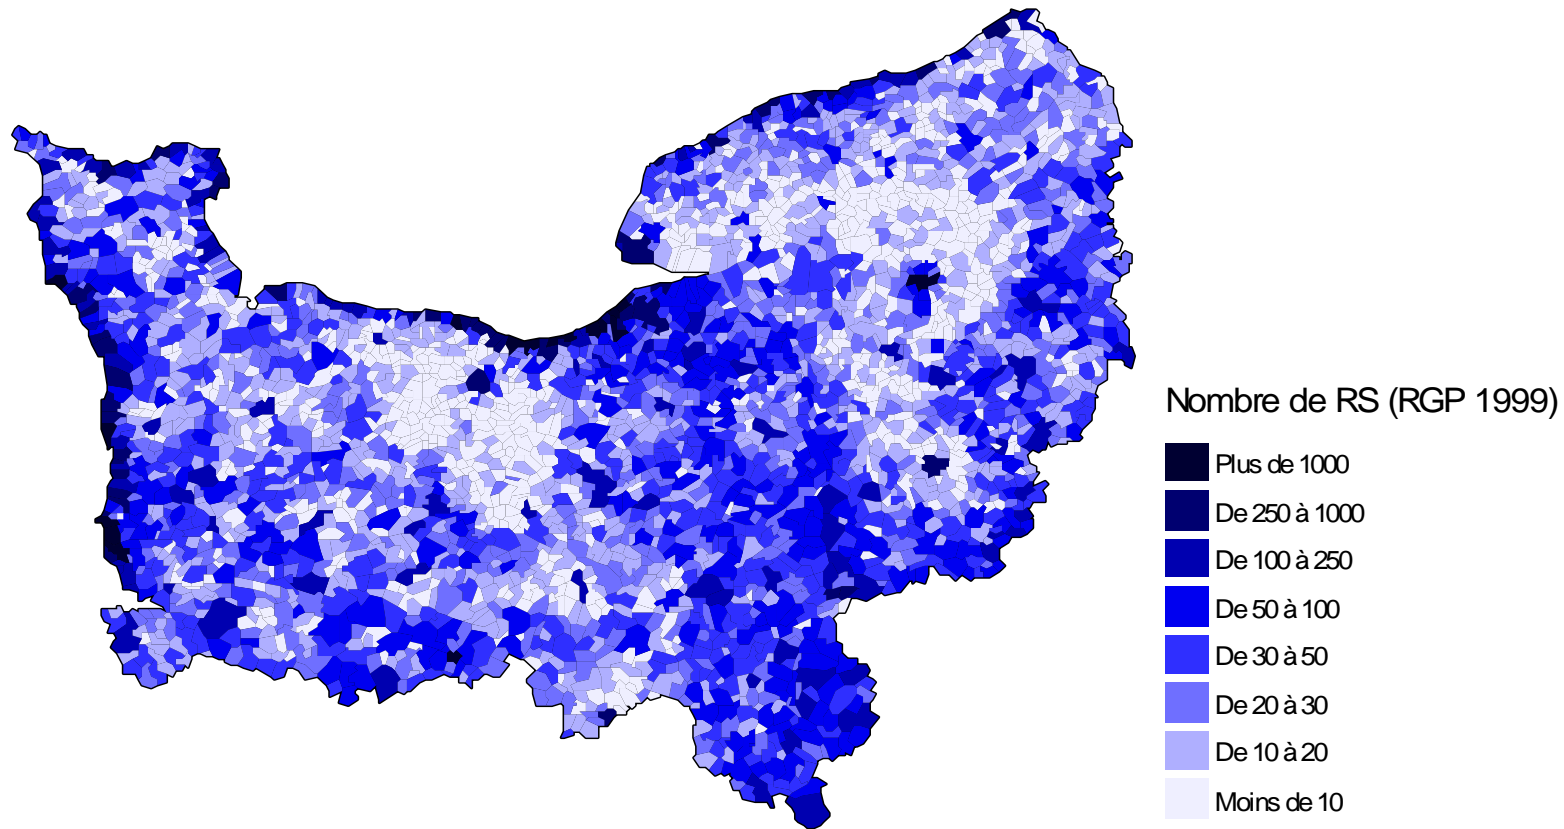 Nombre de RS (RGP 1999)
Plus de 1000
De 250 à 1000
De 100 à 250
De 50 à 100
De 30 à 50
De 20 à 30
De 10 à 20
Moins de 10